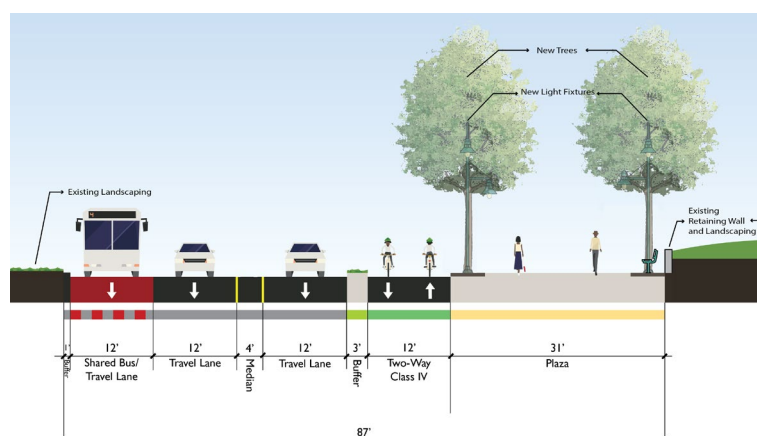 New Trees
New Light Fixtures
Existing Landscaping
Existing
Retaining Wall
and Landscaping
1' 12' 12' 4' 12' 3' 12' 31'
Buffer
Shared Bus/
Travel Lane
Travel Lane
Median
Travel Lane
Buffer
Two-Way
Class IV
Plaza
87'